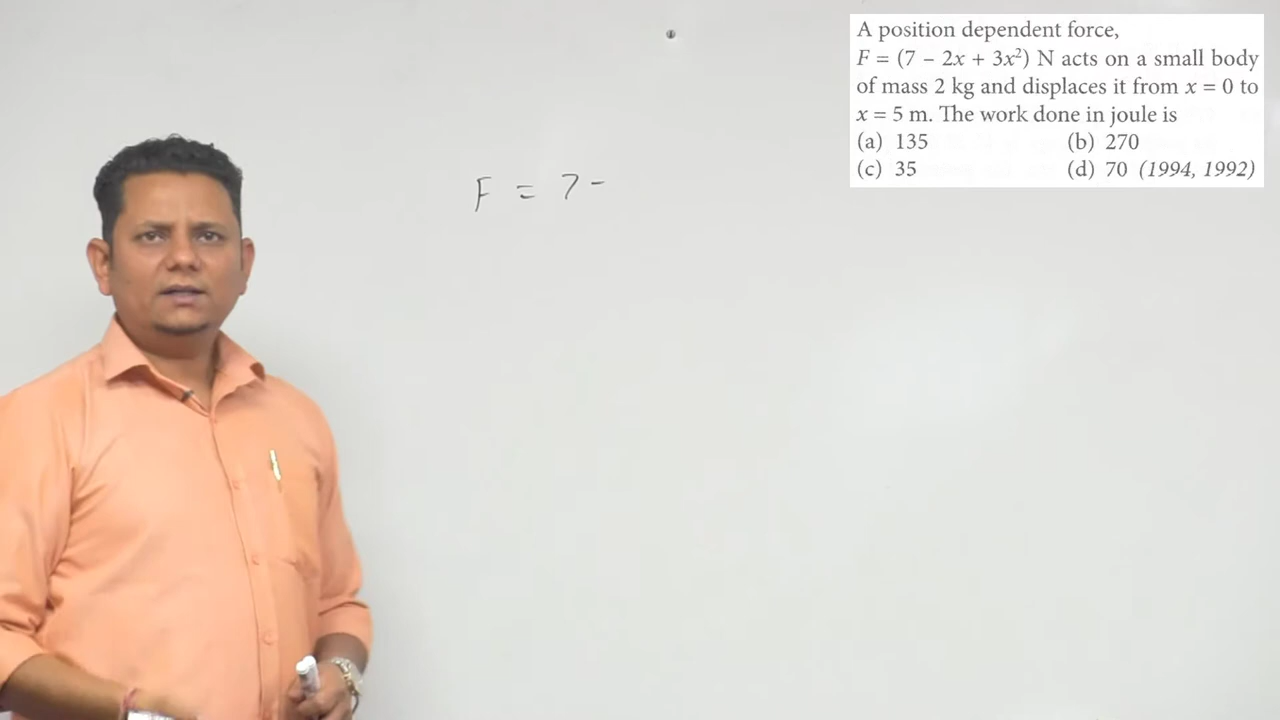 A position dependent force,
F = (7 – 2x + 3x²) N acts on a small body
of mass 2 kg and displaces it from x = 0 to
x = 5 m. The work done in joule is
(a) 135 (b) 270
(c) 35 (d) 70 (1994, 1992)
F = 7 -